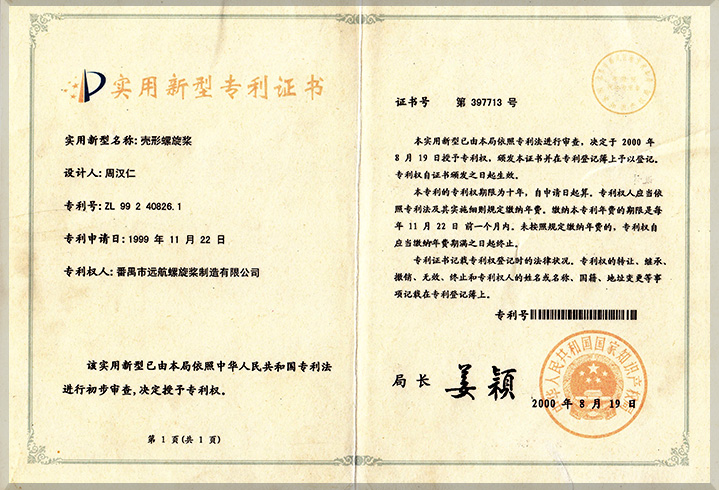 实用新型专利证书
实用新型名称: 壳形螺旋桨
设计人: 周汉仁
专利号: ZL 99 2 40826.1
专利申请日: 1999 年 11 月 22 日
专利权人: 番禺市远航螺旋桨制造有限公司
该实用新型已由本局依照中华人民共和国专利法
进行初步审查,决定授予专利权。
第 1 页(共 1 页)
证书号 第 397713 号
本实用新型已由本局依照专利法进行审查,决定于 2000 年
8 月 19 日授予专利权,颁发本证书并在专利登记簿上予以登记。
专利权自证书颁发之日起生效。
本专利的专利权期限为十年,自申请日起算。专利权人应当依
照专利法及其实施细则规定缴纳年费。缴纳本专利年费的期限是每
年 11 月 22 日 前一个月内。未按照规定缴纳年费的,专利权自
应当缴纳年费期满之日起终止。
专利证书记载专利权登记时的法律状况。专利权的转让、继承、
撤销、无效、终止和专利权人的姓名或名称、国籍、地址变更等事
项记载在专利登记簿上。
专利号
局长 姜颖
中华人民共和国国家知识产权局
2000 年 8 月 19 日